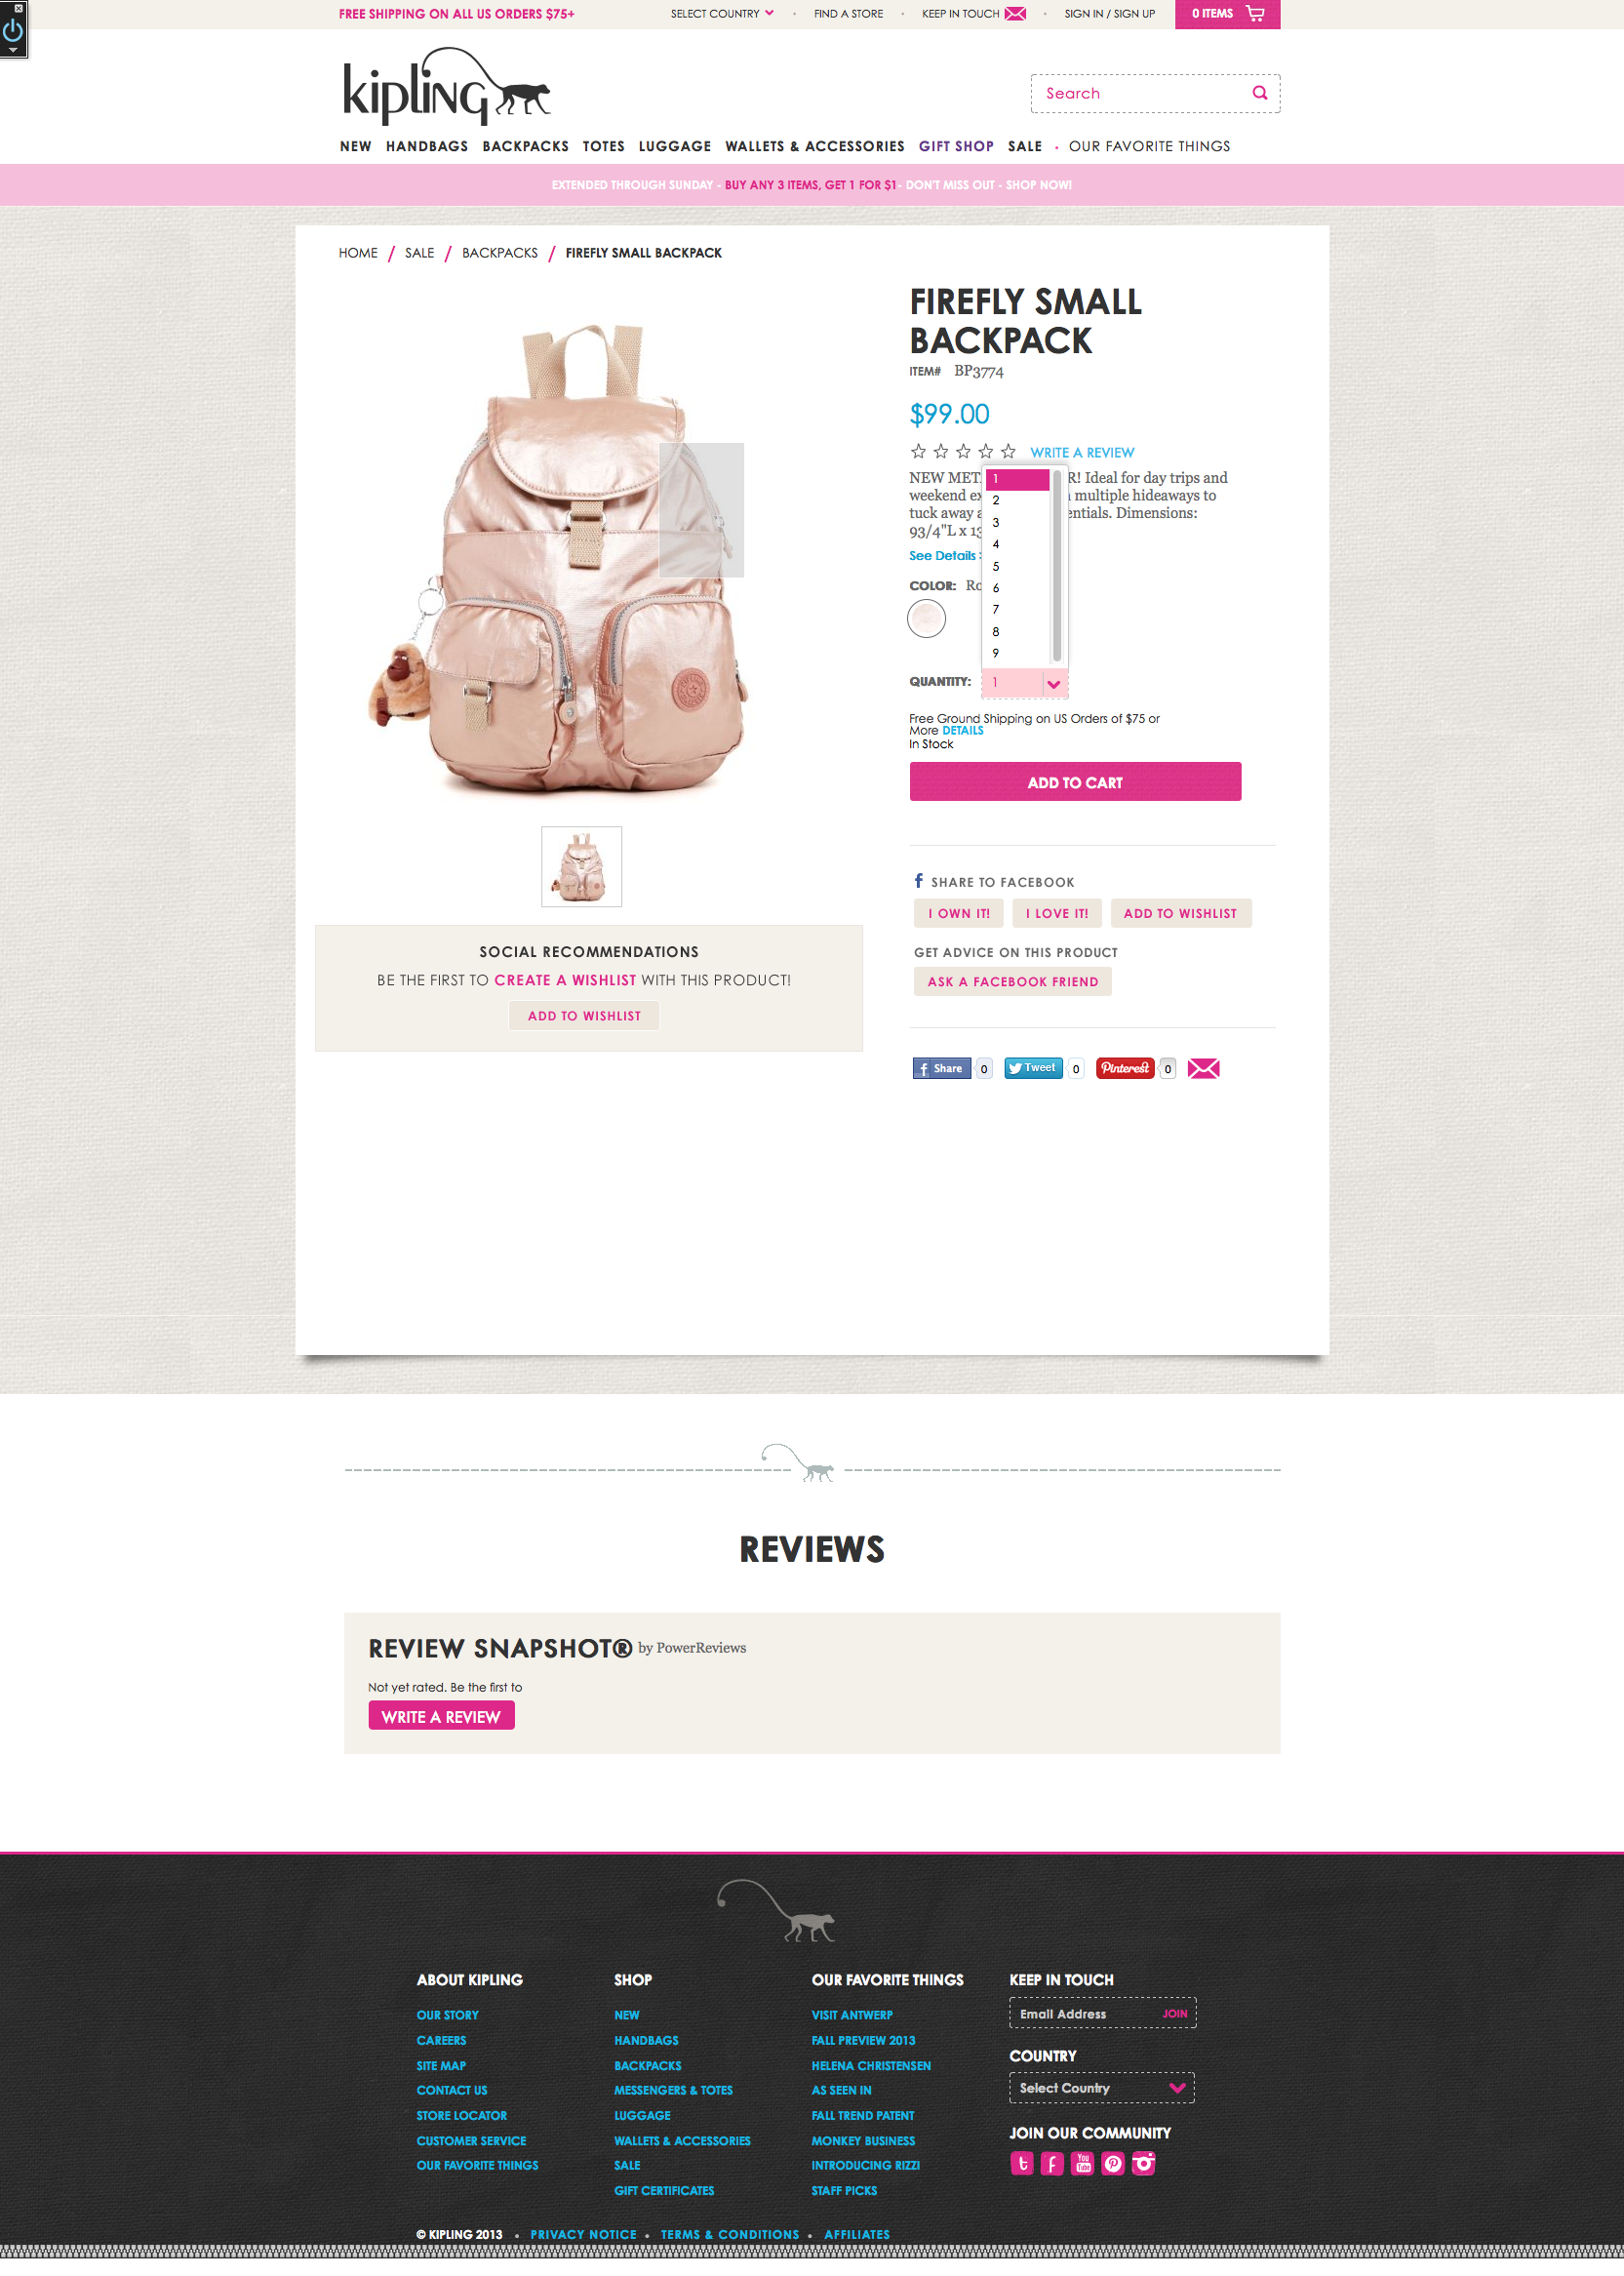 FREE SHIPPING ON ALL US ORDERS $75+
SELECT COUNTRY
FIND A STORE
KEEP IN TOUCH
SIGN IN / SIGN UP
0 ITEMS
kipling
Search
NEW HANDBAGS BACKPACKS TOTES LUGGAGE WALLETS & ACCESSORIES GIFT SHOP SALE • OUR FAVORITE THINGS
EXTENDED THROUGH SUNDAY - BUY ANY 3 ITEMS, GET 1 FOR $1- DON'T MISS OUT - SHOP NOW!
HOME / SALE / BACKPACKS / FIREFLY SMALL BACKPACK
FIREFLY SMALL
BACKPACK
ITEM# BP3774
$99.00
WRITE A REVIEW
NEW MET R! Ideal for day trips and
weekend ex multiple hideaways to
tuck away a entials. Dimensions:
93/4"L x 13
See Details
COLOR: Ro
1
2
3
4
5
6
7
8
9
QUANTITY: 1
Free Ground Shipping on US Orders of $75 or
More DETAILS
In Stock
ADD TO CART
SHARE TO FACEBOOK
I OWN IT! I LOVE IT! ADD TO WISHLIST
GET ADVICE ON THIS PRODUCT
ASK A FACEBOOK FRIEND
Share 0 Tweet 0 Pinterest 0
SOCIAL RECOMMENDATIONS
BE THE FIRST TO CREATE A WISHLIST WITH THIS PRODUCT!
ADD TO WISHLIST
REVIEWS
REVIEW SNAPSHOT® by PowerReviews
Not yet rated. Be the first to
WRITE A REVIEW
ABOUT KIPLING
OUR STORY
CAREERS
SITE MAP
CONTACT US
STORE LOCATOR
CUSTOMER SERVICE
OUR FAVORITE THINGS
SHOP
NEW
HANDBAGS
BACKPACKS
MESSENGERS & TOTES
LUGGAGE
WALLETS & ACCESSORIES
SALE
GIFT CERTIFICATES
OUR FAVORITE THINGS
VISIT ANTWERP
FALL PREVIEW 2013
HELENA CHRISTENSEN
AS SEEN IN
FALL TREND PATENT
MONKEY BUSINESS
INTRODUCING RIZZI
STAFF PICKS
KEEP IN TOUCH
Email Address JOIN
COUNTRY
Select Country
JOIN OUR COMMUNITY
You Tube
© KIPLING 2013 • PRIVACY NOTICE • TERMS & CONDITIONS • AFFILIATES